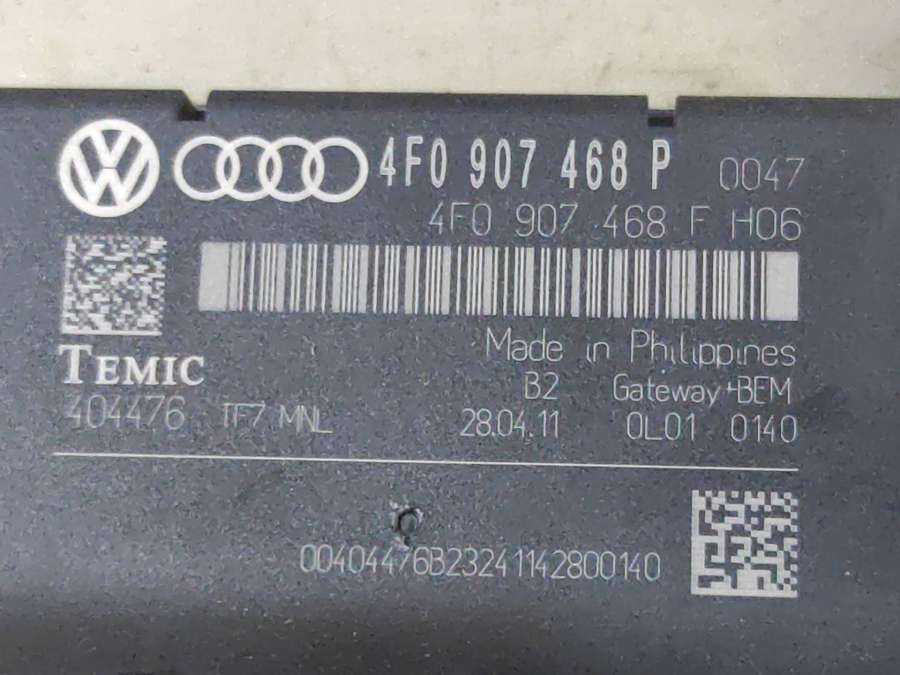 4F0 907 468 P 0047
4F0 907 468 F H06
Made in Philippines
TEMIC
B2 Gateway+BEM
404476 TF7 MNL 28.04.11 0L01 0140
00404476B23241142800140